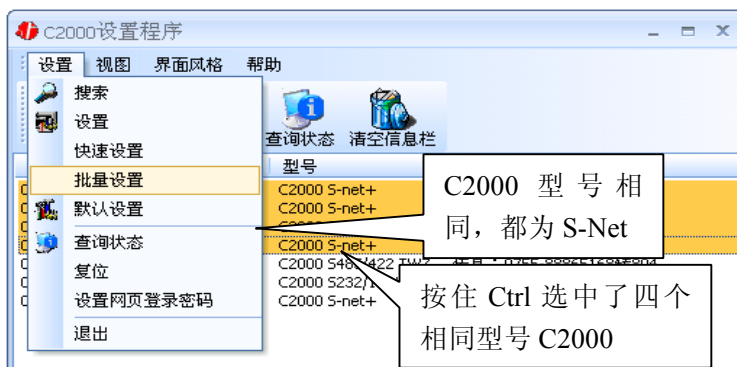 C2000设置程序
设置 视图 界面风格 帮助
搜索
设置
快速设置
批量设置
默认设置
查询状态
复位
设置网页登录密码
退出
查询状态 清空信息栏
型号
C2000 S-net+
C2000 S-net+
C2000 S-net+
C2000 S232/
C2000 S-net+
C2000 型号相
同，都为 S-Net
按住 Ctrl 选中了四个
相同型号 C2000